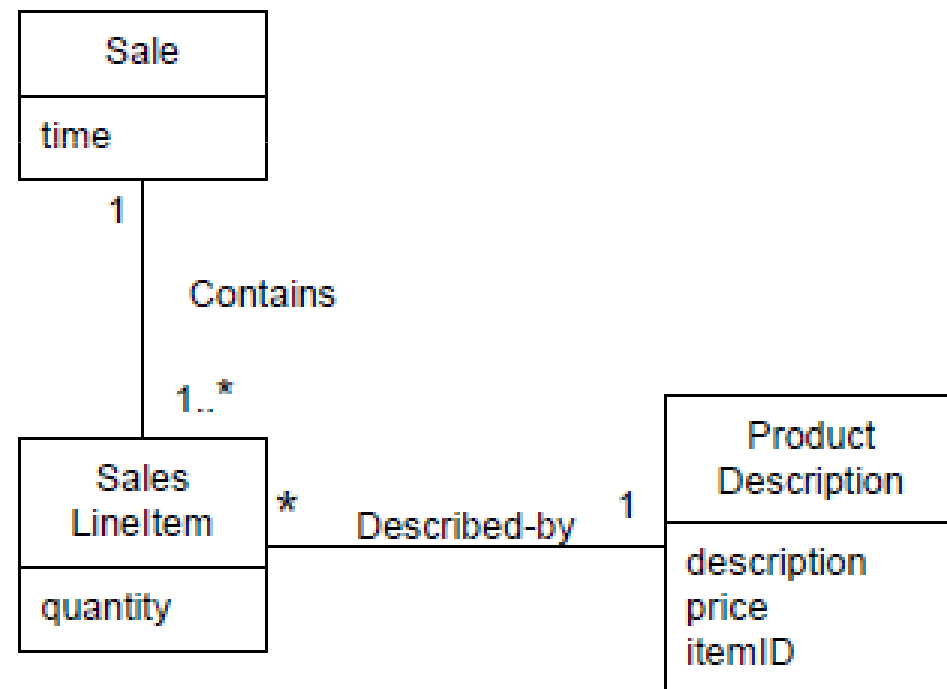 Sale
time
1
Contains
1..*
Sales
LineItem
quantity
*
Described-by
1
Product
Description
description
price
itemID